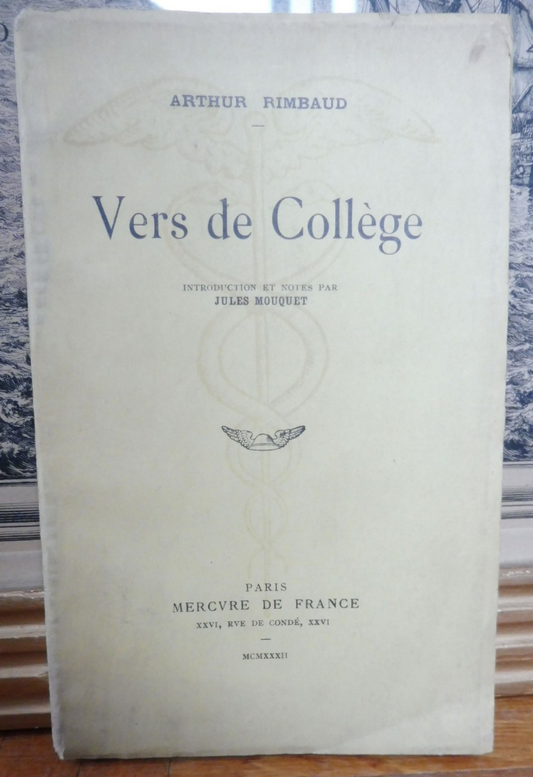 ARTHUR RIMBAUD
Vers de Collège
INTRODUCTION ET NOTES PAR
JULES MOUQUET
PARIS
MERCVRE DE FRANCE
XXVI, RVE DE CONDÉ, XXVI
MCMXXXII